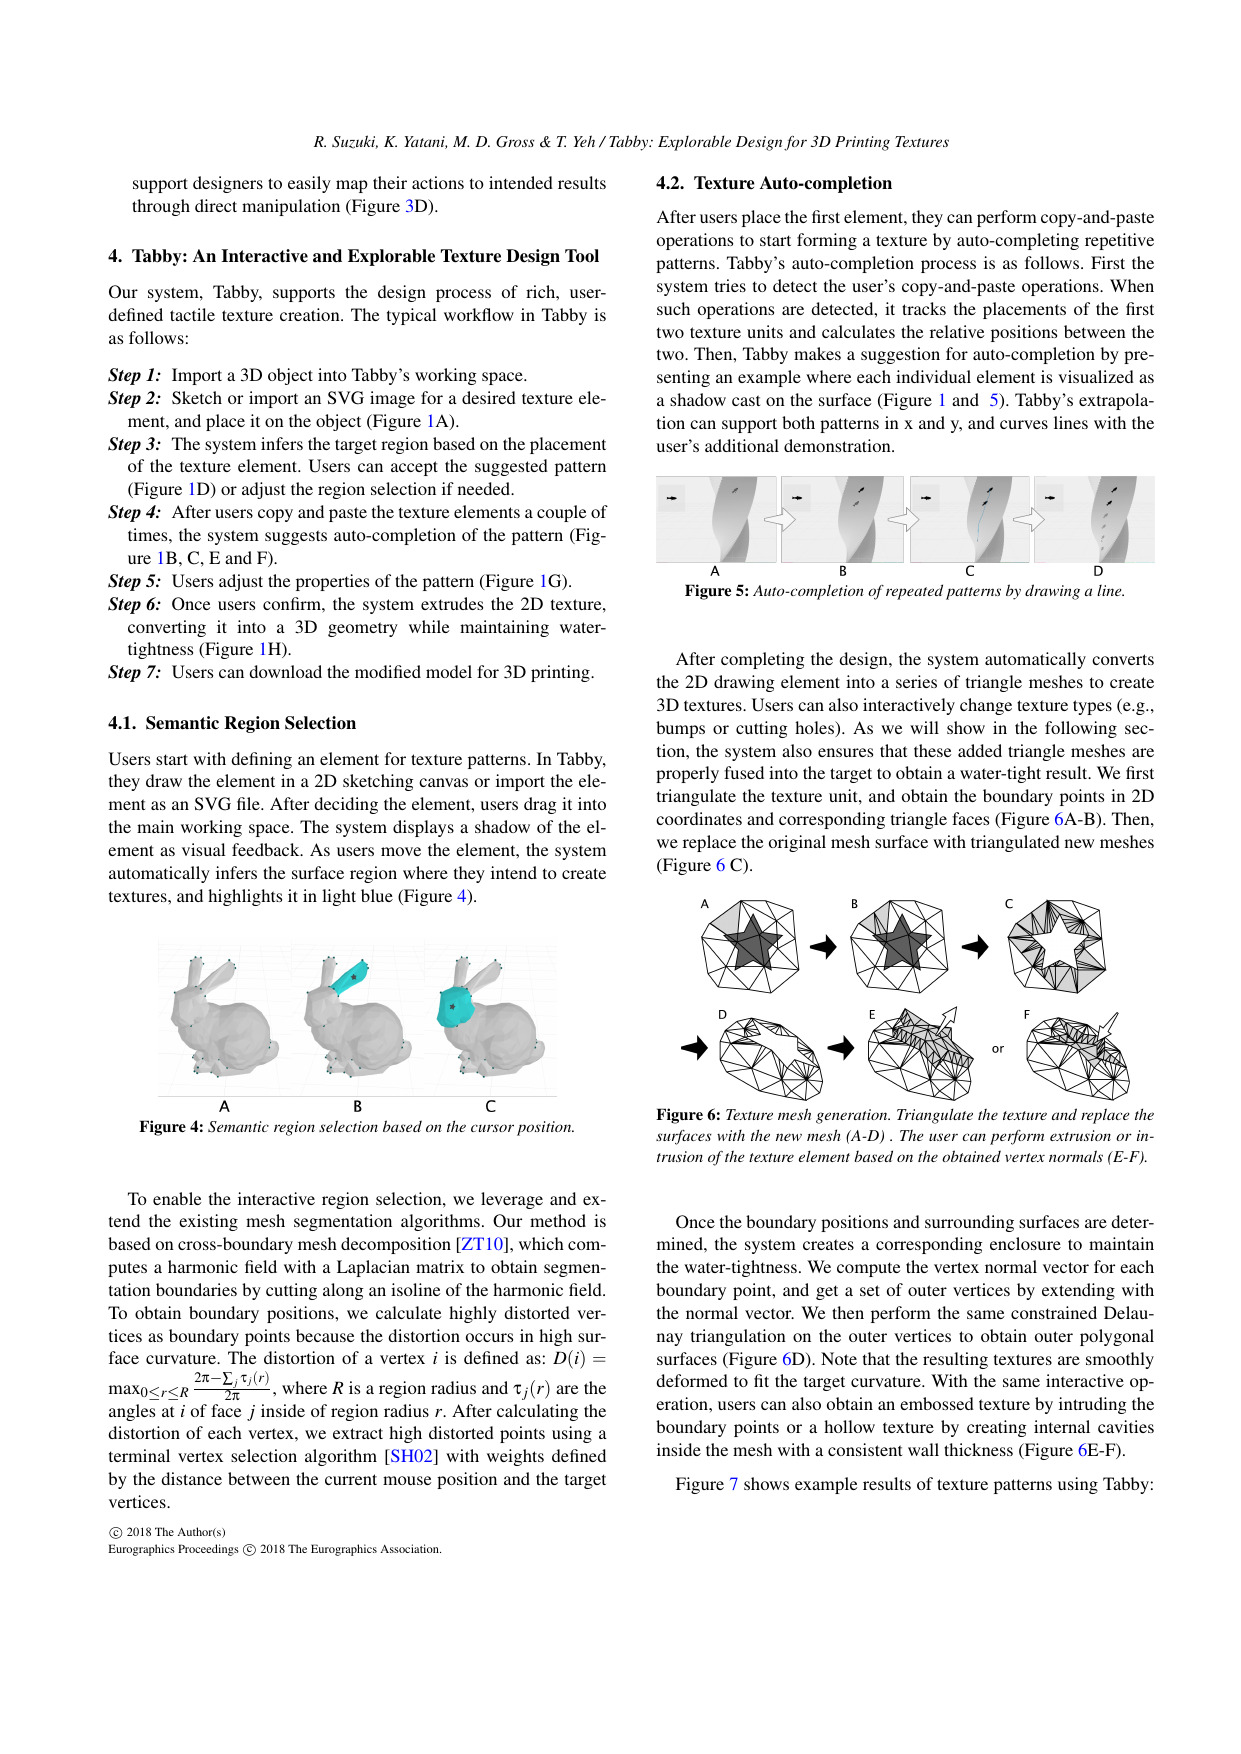 R. Suzuki, K. Yatani, M. D. Gross & T. Yeh / Tabby: Explorable Design for 3D Printing Textures
support designers to easily map their actions to intended results
through direct manipulation (Figure 3D).
4. Tabby: An Interactive and Explorable Texture Design Tool
Our system, Tabby, supports the design process of rich, user-
defined tactile texture creation. The typical workflow in Tabby is
as follows:
Step 1: Import a 3D object into Tabby's working space.
Step 2: Sketch or import an SVG image for a desired texture ele-
ment, and place it on the object (Figure 1A).
Step 3: The system infers the target region based on the placement
of the texture element. Users can accept the suggested pattern
(Figure 1D) or adjust the region selection if needed.
Step 4: After users copy and paste the texture elements a couple of
times, the system suggests auto-completion of the pattern (Fig-
ure 1B, C, E and F).
Step 5: Users adjust the properties of the pattern (Figure 1G).
Step 6: Once users confirm, the system extrudes the 2D texture,
converting it into a 3D geometry while maintaining water-
tightness (Figure 1H).
Step 7: Users can download the modified model for 3D printing.
4.1. Semantic Region Selection
Users start with defining an element for texture patterns. In Tabby,
they draw the element in a 2D sketching canvas or import the ele-
ment as an SVG file. After deciding the element, users drag it into
the main working space. The system displays a shadow of the el-
ement as visual feedback. As users move the element, the system
automatically infers the surface region where they intend to create
textures, and highlights it in light blue (Figure 4).
A B C
Figure 4: Semantic region selection based on the cursor position.
To enable the interactive region selection, we leverage and ex-
tend the existing mesh segmentation algorithms. Our method is
based on cross-boundary mesh decomposition [ZT10], which com-
putes a harmonic field with a Laplacian matrix to obtain segmen-
tation boundaries by cutting along an isoline of the harmonic field.
To obtain boundary positions, we calculate highly distorted ver-
tices as boundary points because the distortion occurs in high sur-
face curvature. The distortion of a vertex i is defined as: D(i) =
max0≤r≤R 2π−∑j τj(r) / 2π, where R is a region radius and τj(r) are the
angles at i of face j inside of region radius r. After calculating the
distortion of each vertex, we extract high distorted points using a
terminal vertex selection algorithm [SH02] with weights defined
by the distance between the current mouse position and the target
vertices.
© 2018 The Author(s)
Eurographics Proceedings © 2018 The Eurographics Association.
4.2. Texture Auto-completion
After users place the first element, they can perform copy-and-paste
operations to start forming a texture by auto-completing repetitive
patterns. Tabby's auto-completion process is as follows. First the
system tries to detect the user's copy-and-paste operations. When
such operations are detected, it tracks the placements of the first
two texture units and calculates the relative positions between the
two. Then, Tabby makes a suggestion for auto-completion by pre-
senting an example where each individual element is visualized as
a shadow cast on the surface (Figure 1 and 5). Tabby's extrapola-
tion can support both patterns in x and y, and curves lines with the
user's additional demonstration.
A B C D
Figure 5: Auto-completion of repeated patterns by drawing a line.
After completing the design, the system automatically converts
the 2D drawing element into a series of triangle meshes to create
3D textures. Users can also interactively change texture types (e.g.,
bumps or cutting holes). As we will show in the following sec-
tion, the system also ensures that these added triangle meshes are
properly fused into the target to obtain a water-tight result. We first
triangulate the texture unit, and obtain the boundary points in 2D
coordinates and corresponding triangle faces (Figure 6A-B). Then,
we replace the original mesh surface with triangulated new meshes
(Figure 6 C).
A B C
D E F
or
Figure 6: Texture mesh generation. Triangulate the texture and replace the
surfaces with the new mesh (A-D) . The user can perform extrusion or in-
trusion of the texture element based on the obtained vertex normals (E-F).
Once the boundary positions and surrounding surfaces are deter-
mined, the system creates a corresponding enclosure to maintain
the water-tightness. We compute the vertex normal vector for each
boundary point, and get a set of outer vertices by extending with
the normal vector. We then perform the same constrained Delau-
nay triangulation on the outer vertices to obtain outer polygonal
surfaces (Figure 6D). Note that the resulting textures are smoothly
deformed to fit the target curvature. With the same interactive op-
eration, users can also obtain an embossed texture by intruding the
boundary points or a hollow texture by creating internal cavities
inside the mesh with a consistent wall thickness (Figure 6E-F).
Figure 7 shows example results of texture patterns using Tabby: